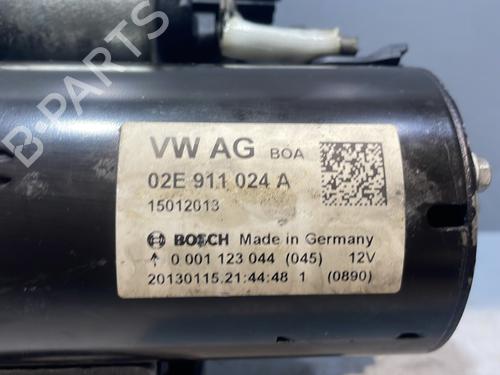 B-PARTS
VW AG BOA
02E 911 024 A
15012013
BOSCH Made in Germany
↑ 0 001 123 044 (045) 12V
20130115.21:44:48 1 (0890)